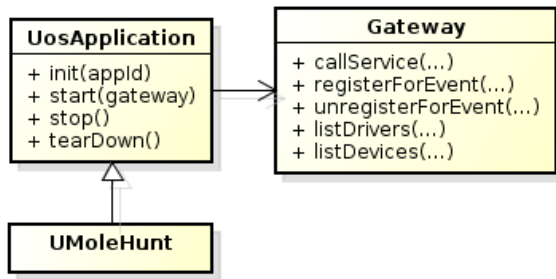 UosApplication
+ init(appId)
+ start(gateway)
+ stop()
+ tearDown()
Gateway
+ callService(...)
+ registerForEvent(...)
+ unregisterForEvent(...)
+ listDrivers(...)
+ listDevices(...)
UMoleHunt